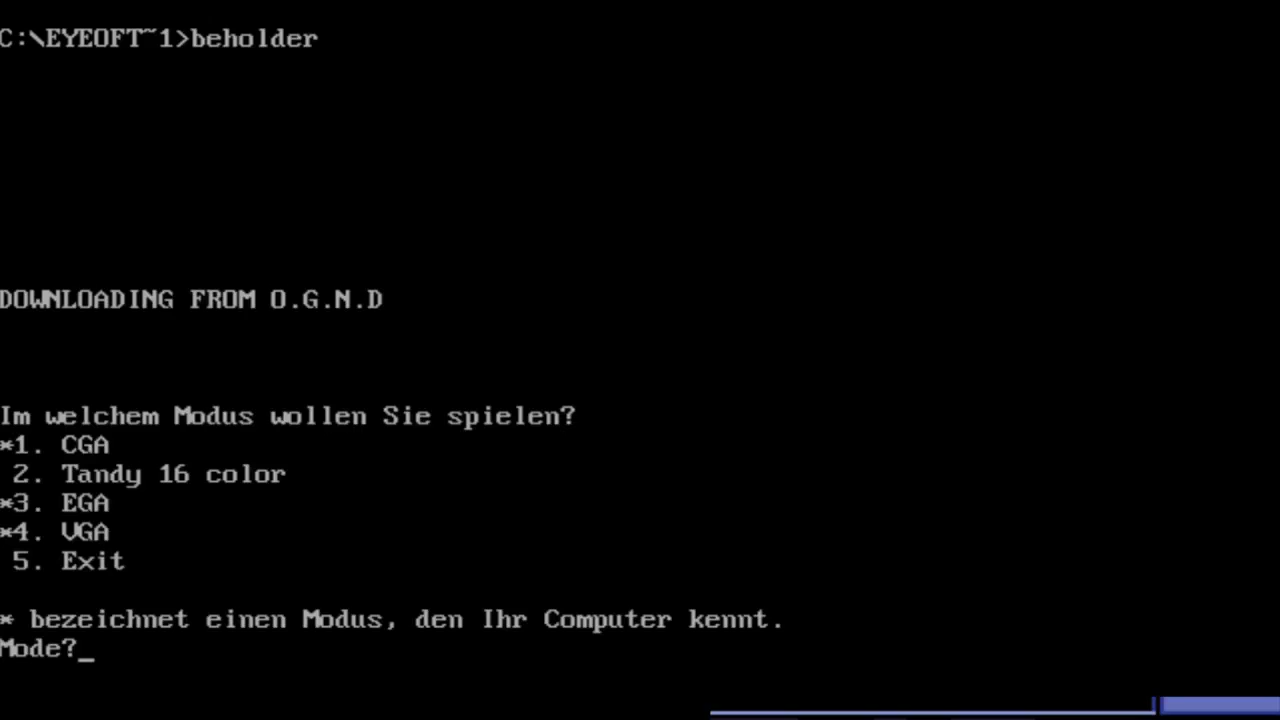 C:\EYEOFT~1>beholder
DOWNLOADING FROM O.G.N.D
Im welchem Modus wollen Sie spielen?
*1. CGA
2. Tandy 16 color
*3. EGA
*4. VGA
5. Exit
* bezeichnet einen Modus, den Ihr Computer kennt.
Mode?_